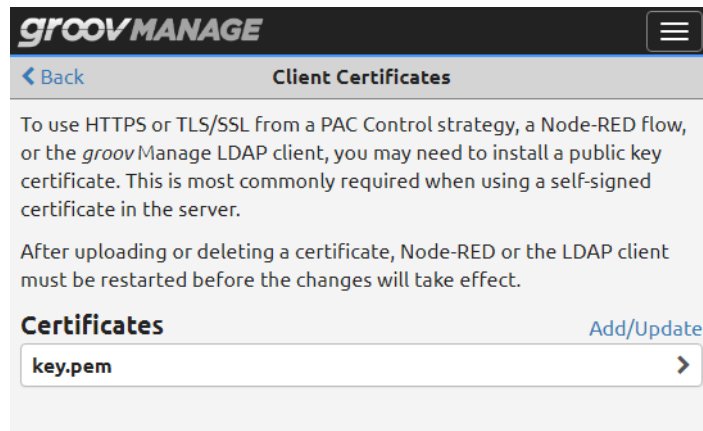 groov MANAGE
Back
Client Certificates
To use HTTPS or TLS/SSL from a PAC Control strategy, a Node-RED flow,
or the groov Manage LDAP client, you may need to install a public key
certificate. This is most commonly required when using a self-signed
certificate in the server.
After uploading or deleting a certificate, Node-RED or the LDAP client
must be restarted before the changes will take effect.
Certificates
Add/Update
key.pem